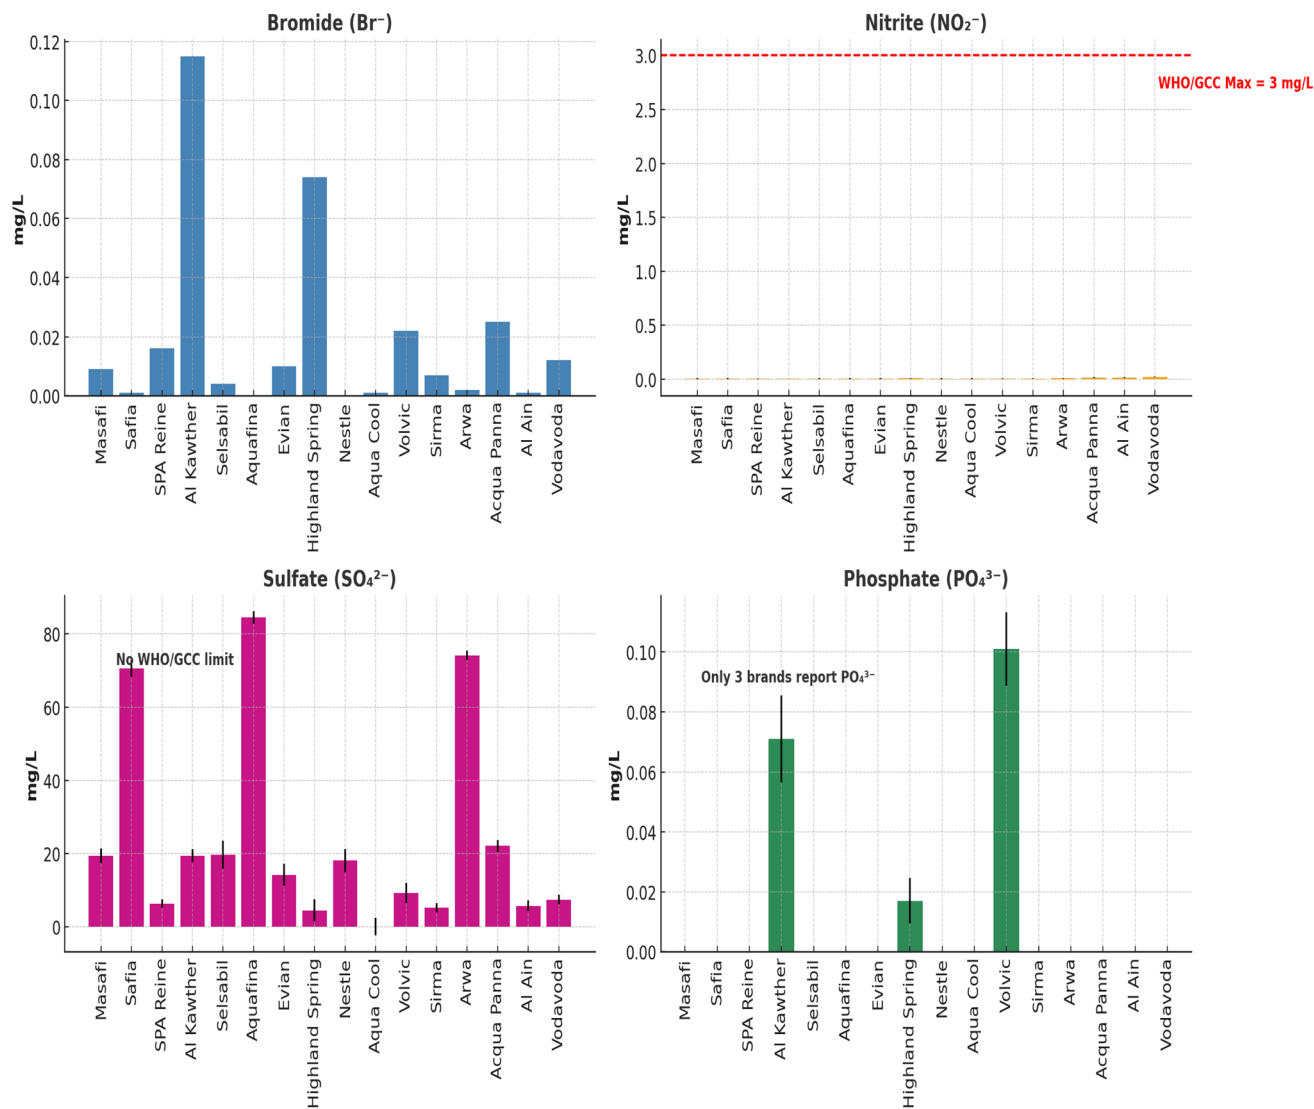 Bromide (Br⁻)
mg/L
0.12
0.10
0.08
0.06
0.04
0.02
0.00
Masafi
Safia
SPA Reine
Al Kawther
Selsabil
Aquafina
Evian
Highland Spring
Nestle
Aqua Cool
Volvic
Sirma
Arwa
Acqua Panna
Al Ain
Vodavoda
Nitrite (NO₂⁻)
mg/L
3.0
2.5
2.0
1.5
1.0
0.5
0.0
WHO/GCC Max = 3 mg/L
Masafi
Safia
SPA Reine
Al Kawther
Selsabil
Aquafina
Evian
Highland Spring
Nestle
Aqua Cool
Volvic
Sirma
Arwa
Acqua Panna
Al Ain
Vodavoda
Sulfate (SO₄²⁻)
mg/L
80
60
40
20
0
No WHO/GCC limit
Masafi
Safia
SPA Reine
Al Kawther
Selsabil
Aquafina
Evian
Highland Spring
Nestle
Aqua Cool
Volvic
Sirma
Arwa
Acqua Panna
Al Ain
Vodavoda
Phosphate (PO₄³⁻)
mg/L
0.10
0.08
0.06
0.04
0.02
0.00
Only 3 brands report PO₄³⁻
Masafi
Safia
SPA Reine
Al Kawther
Selsabil
Aquafina
Evian
Highland Spring
Nestle
Aqua Cool
Volvic
Sirma
Arwa
Acqua Panna
Al Ain
Vodavoda